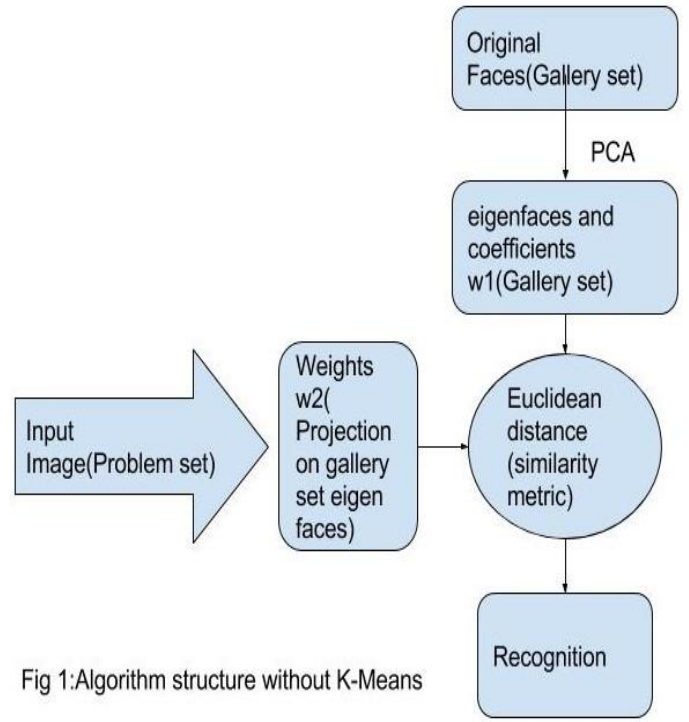 Original
Faces(Gallery set)
PCA
eigenfaces and
coefficients
w1(Gallery set)
Weights
w2(
Projection
on gallery
set eigen
faces)
Euclidean
distance
(similarity
metric)
Input
Image(Problem set)
Recognition
Fig 1:Algorithm structure without K-Means